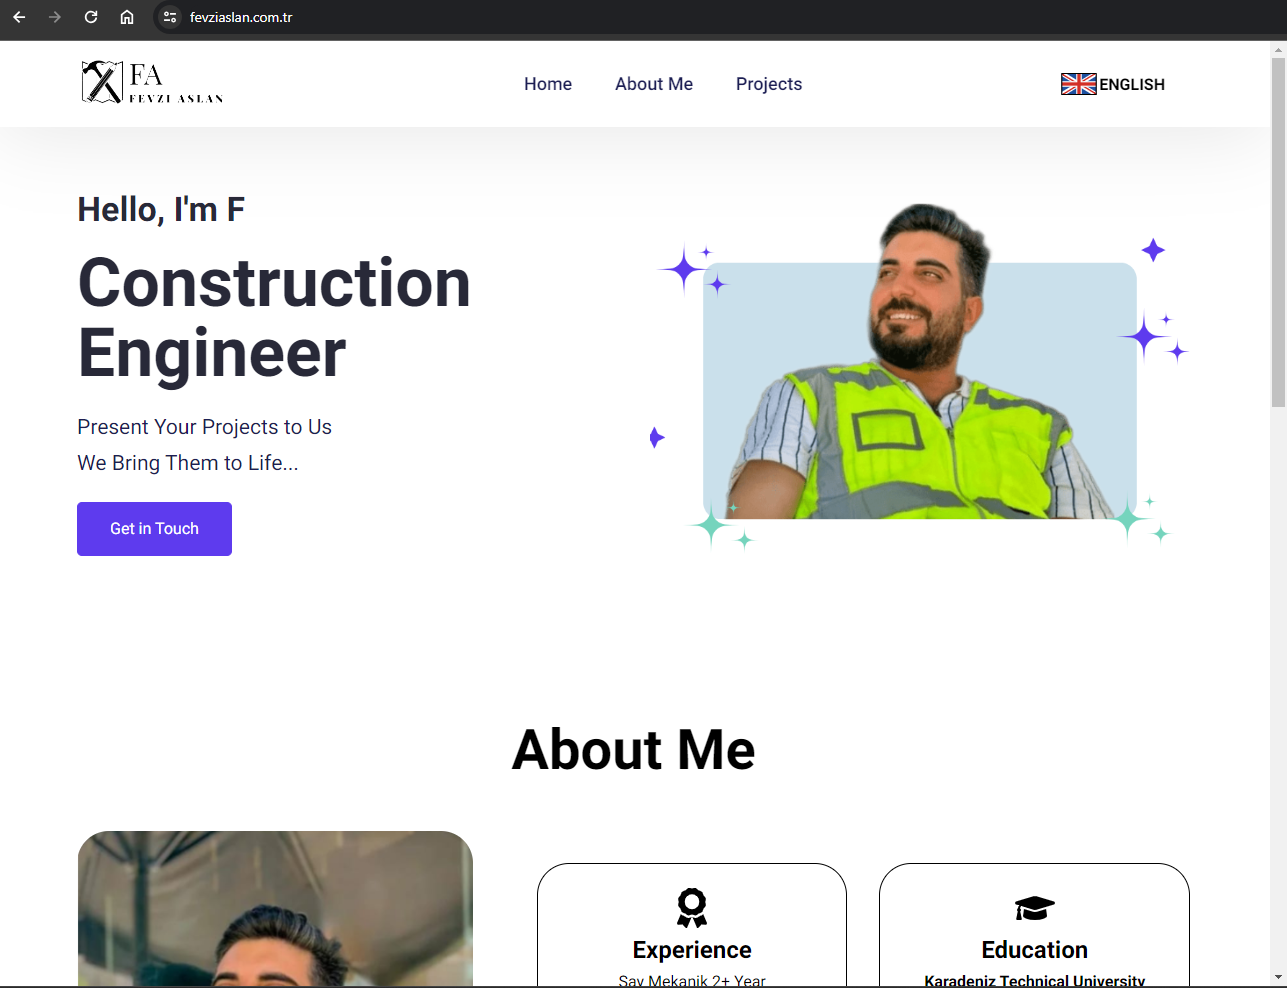 fevziaslan.com.tr
FA
FEVZI ASLAN
Home
About Me
Projects
ENGLISH
Hello, I'm F
Construction
Engineer
Present Your Projects to Us
We Bring Them to Life...
Get in Touch
About Me
Experience
Say Mekanik 2+ Year
Education
Karadeniz Technical University